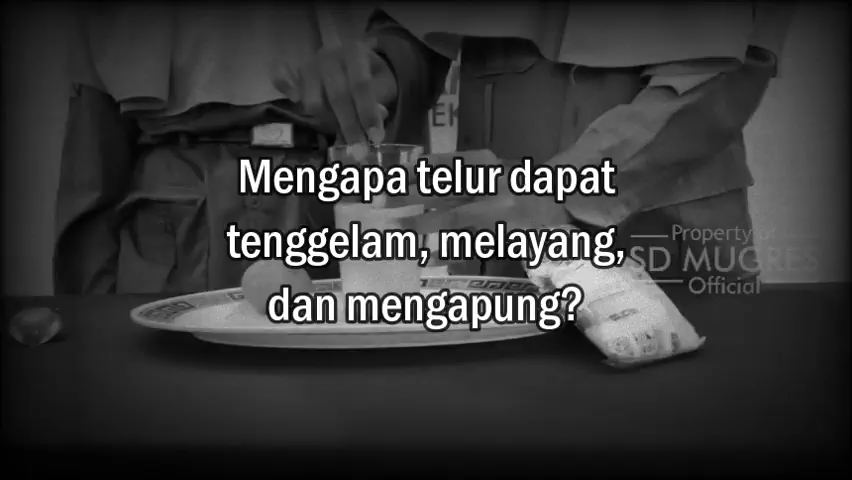 Mengapa telur dapat
tenggelam, melayang,
dan mengapung?
Property of
SD MUGRES
Official